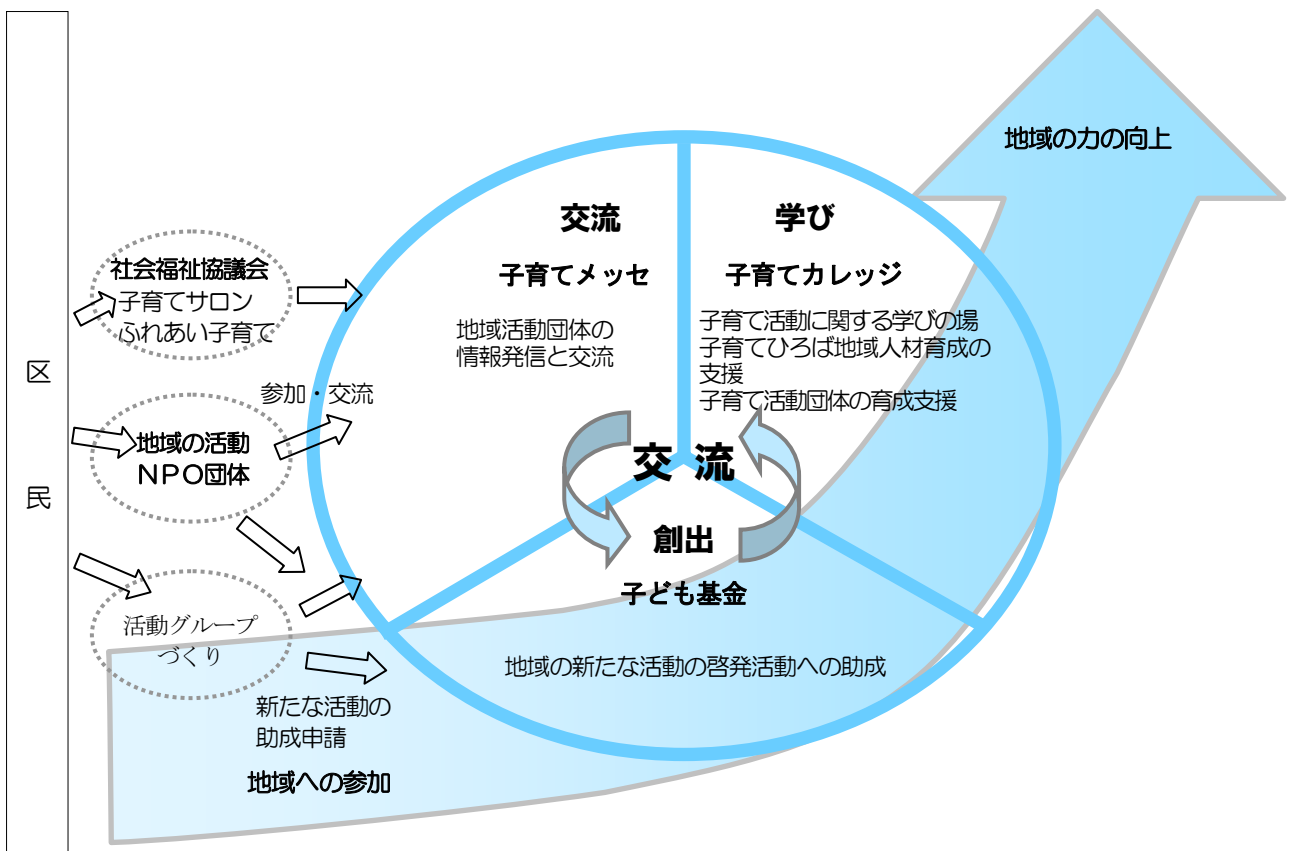 区
民
社会福祉協議会
子育てサロン
ふれあい子育て
参加・交流
地域の活動
ＮＰＯ団体
活動グループ
づくり
新たな活動の
助成申請
地域への参加
交流
子育てメッセ
地域活動団体の
情報発信と交流
学び
子育てカレッジ
子育て活動に関する学びの場
子育てひろば地域人材育成の
支援
子育て活動団体の育成支援
交 流
創出
子ども基金
地域の新たな活動の啓発活動への助成
地域の力の向上